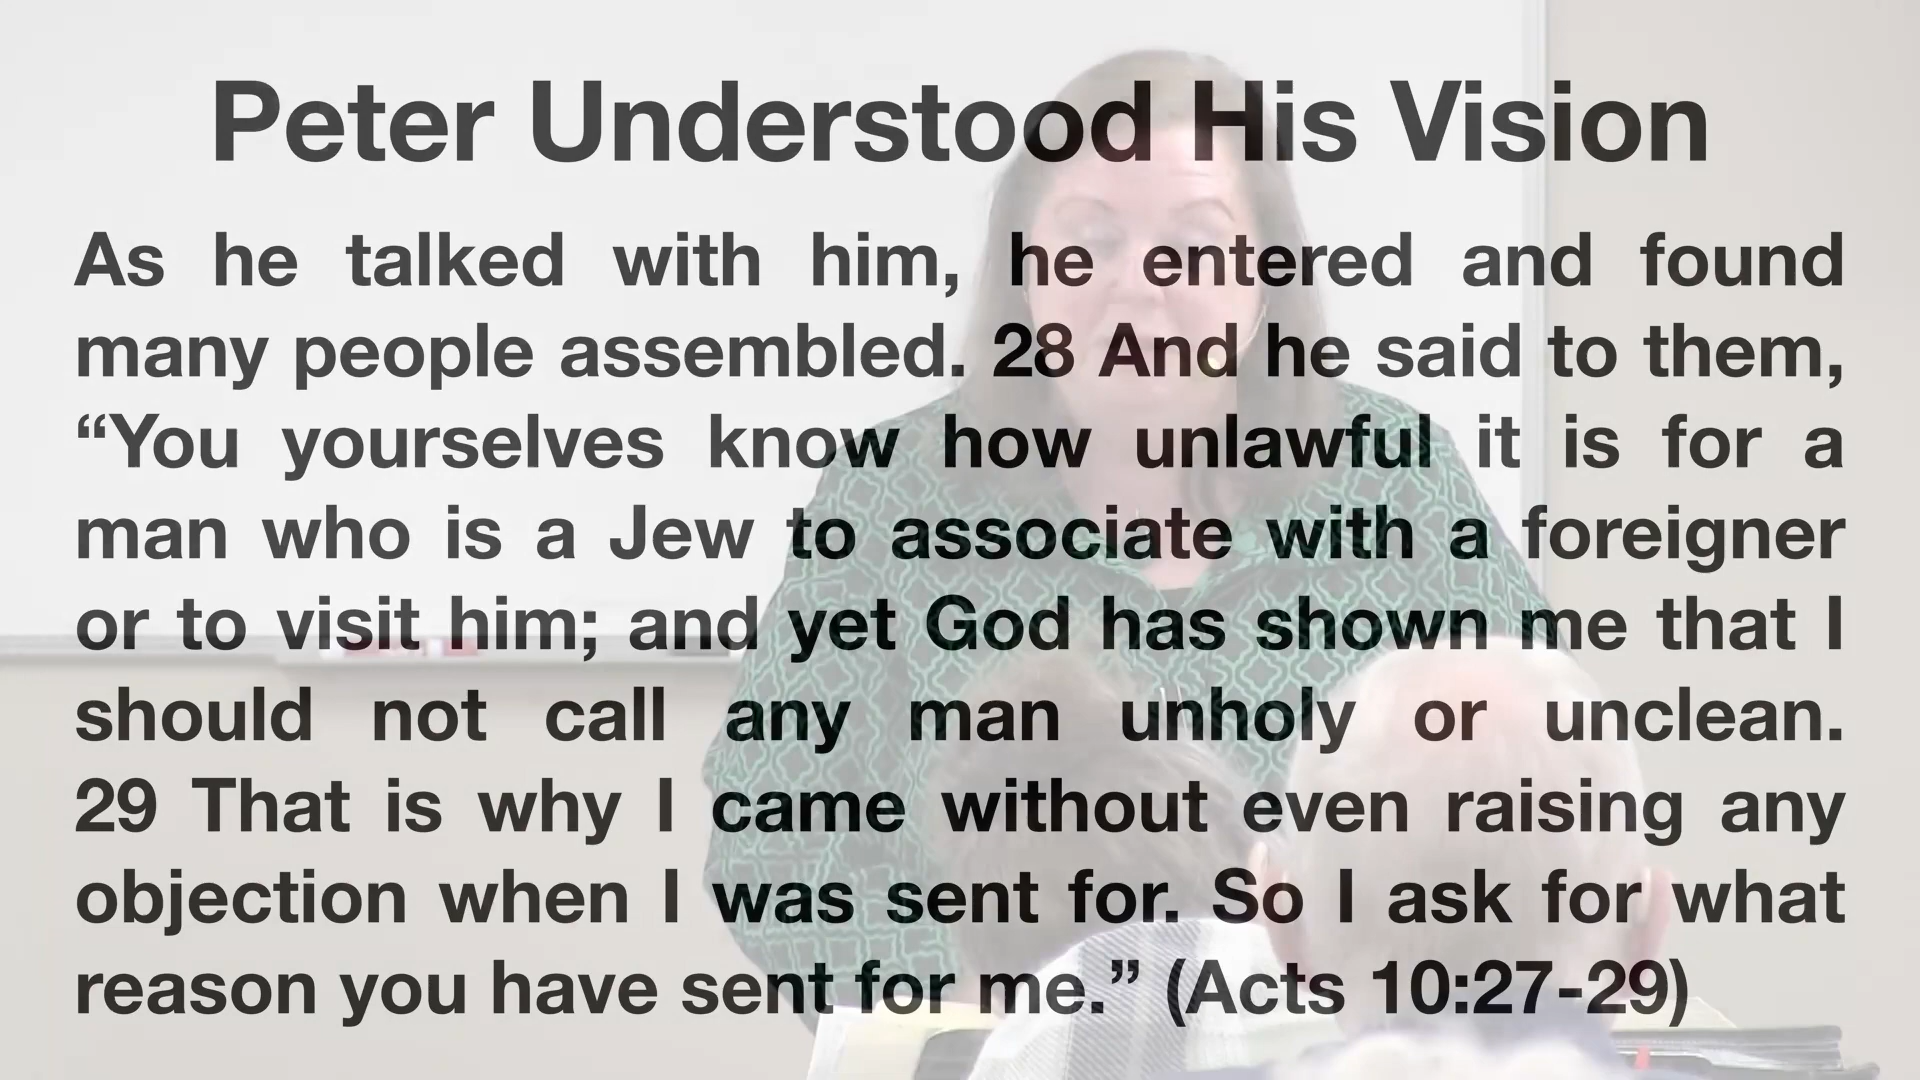 Peter Understood His Vision
As he talked with him, he entered and found
many people assembled. 28 And he said to them,
“You yourselves know how unlawful it is for a
man who is a Jew to associate with a foreigner
or to visit him; and yet God has shown me that I
should not call any man unholy or unclean.
29 That is why I came without even raising any
objection when I was sent for. So I ask for what
reason you have sent for me.” (Acts 10:27-29)